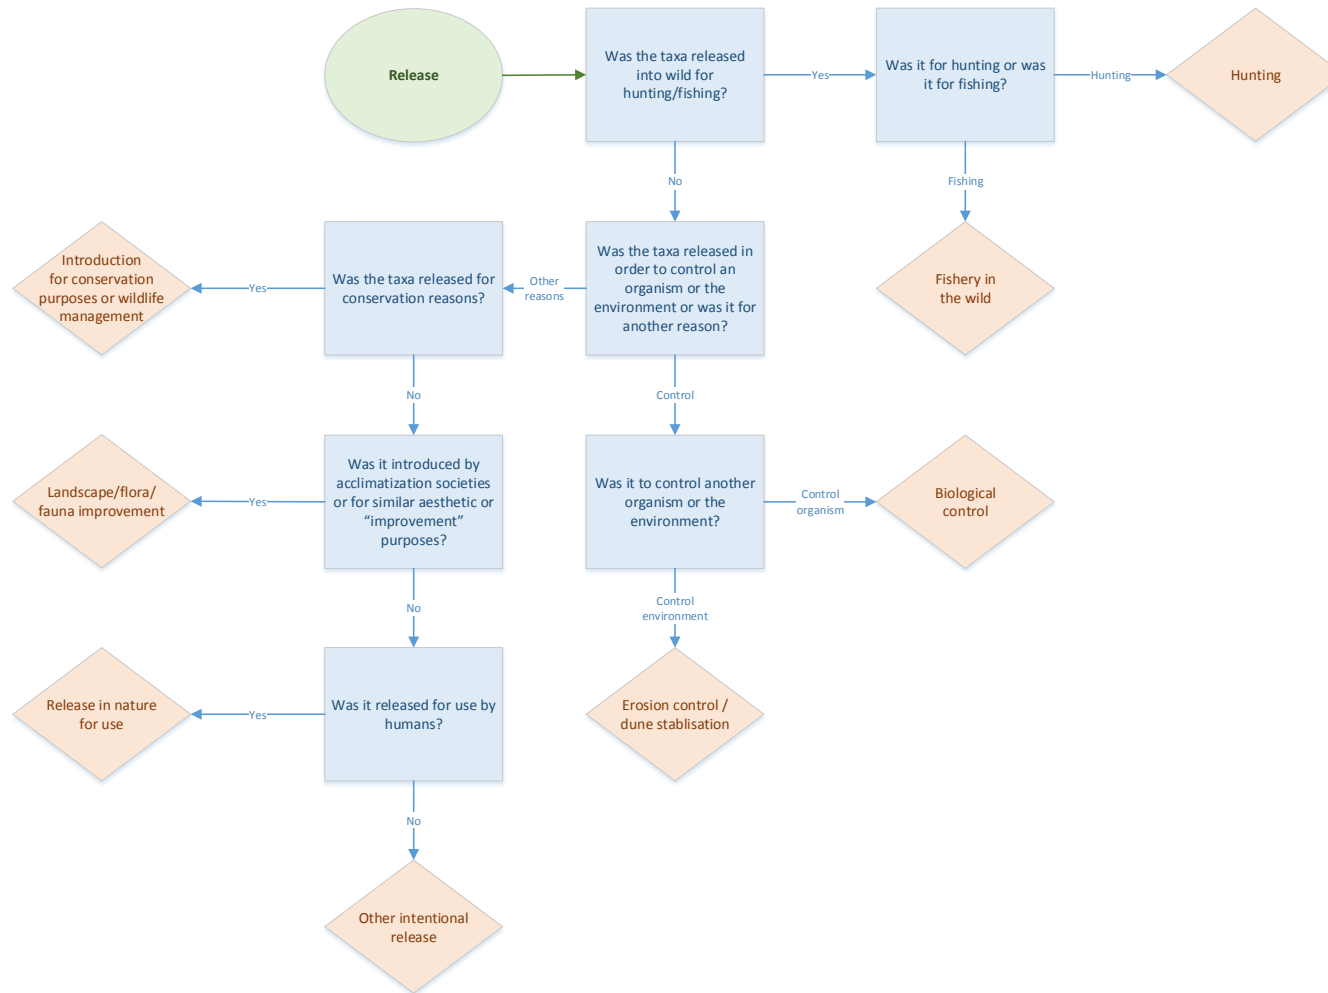 Release
Was the taxa released
into wild for
hunting/fishing?
Yes
Was it for hunting or was
it for fishing?
Hunting
Hunting
No
Fishing
Introduction
for conservation
purposes or wildlife
management
Yes
Was the taxa released for
conservation reasons?
Other
reasons
Was the taxa released in
order to control an
organism or the
environment or was it for
another reason?
Fishery in
the wild
No
Control
Landscape/flora/
fauna improvement
Yes
Was it introduced by
acclimatization societies
or for similar aesthetic or
“improvement”
purposes?
Was it to control another
organism or the
environment?
Control
organism
Biological
control
No
Control
environment
Release in nature
for use
Yes
Was it released for use by
humans?
Erosion control /
dune stablisation
No
Other intentional
release